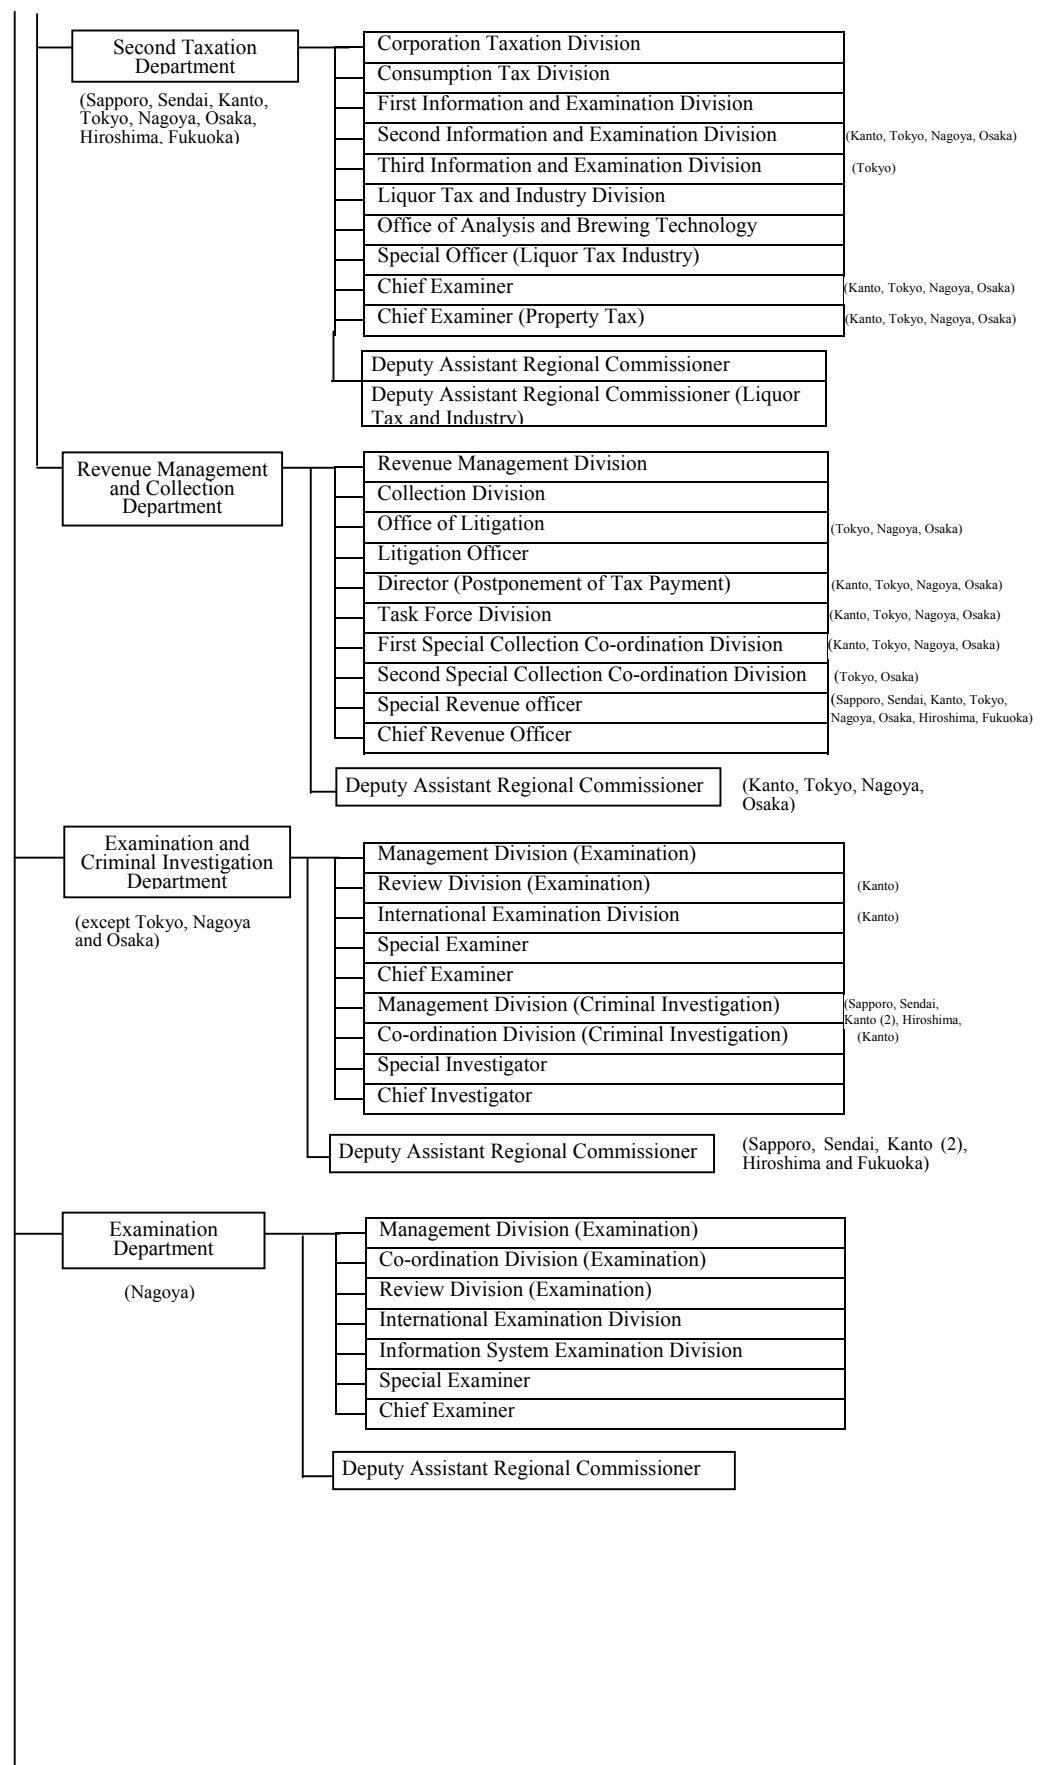 Second Taxation
Department
(Sapporo, Sendai, Kanto,
Tokyo, Nagoya, Osaka,
Hiroshima, Fukuoka)
Corporation Taxation Division
Consumption Tax Division
First Information and Examination Division
Second Information and Examination Division (Kanto, Tokyo, Nagoya, Osaka)
Third Information and Examination Division (Tokyo)
Liquor Tax and Industry Division
Office of Analysis and Brewing Technology
Special Officer (Liquor Tax Industry)
Chief Examiner (Kanto, Tokyo, Nagoya, Osaka)
Chief Examiner (Property Tax) (Kanto, Tokyo, Nagoya, Osaka)
Deputy Assistant Regional Commissioner
Deputy Assistant Regional Commissioner (Liquor
Tax and Industry)
Revenue Management
and Collection
Department
Revenue Management Division
Collection Division
Office of Litigation (Tokyo, Nagoya, Osaka)
Litigation Officer
Director (Postponement of Tax Payment) (Kanto, Tokyo, Nagoya, Osaka)
Task Force Division (Kanto, Tokyo, Nagoya, Osaka)
First Special Collection Co-ordination Division (Kanto, Tokyo, Nagoya, Osaka)
Second Special Collection Co-ordination Division (Tokyo, Osaka)
Special Revenue officer (Sapporo, Sendai, Kanto, Tokyo,
Nagoya, Osaka, Hiroshima, Fukuoka)
Chief Revenue Officer
Deputy Assistant Regional Commissioner (Kanto, Tokyo, Nagoya,
Osaka)
Examination and
Criminal Investigation
Department
(except Tokyo, Nagoya
and Osaka)
Management Division (Examination)
Review Division (Examination) (Kanto)
International Examination Division (Kanto)
Special Examiner
Chief Examiner
Management Division (Criminal Investigation) (Sapporo, Sendai,
Kanto (2), Hiroshima,
Co-ordination Division (Criminal Investigation) (Kanto)
Special Investigator
Chief Investigator
Deputy Assistant Regional Commissioner (Sapporo, Sendai, Kanto (2),
Hiroshima and Fukuoka)
Examination
Department
(Nagoya)
Management Division (Examination)
Co-ordination Division (Examination)
Review Division (Examination)
International Examination Division
Information System Examination Division
Special Examiner
Chief Examiner
Deputy Assistant Regional Commissioner